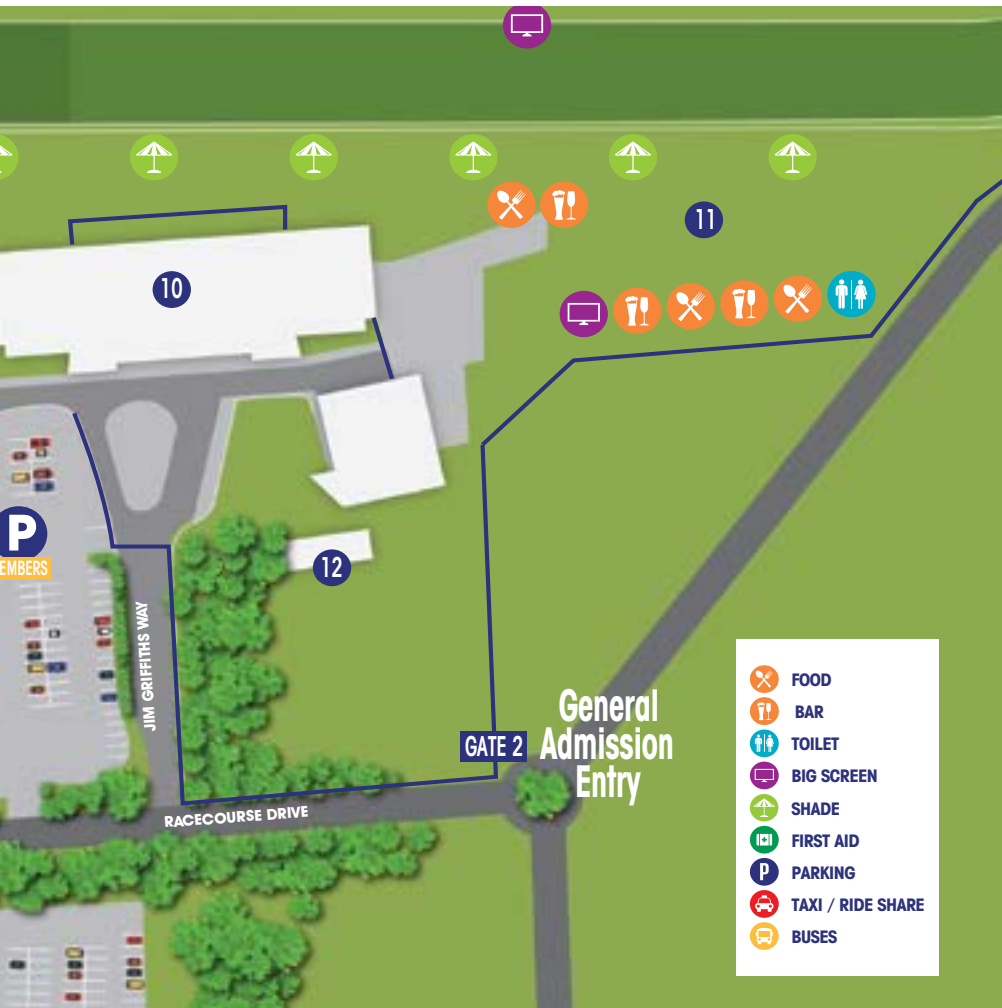 10
11
12
P
EMBERS
JIM GRIFFITHS WAY
RACECOURSE DRIVE
GATE 2
General
Admission
Entry
FOOD
BAR
TOILET
BIG SCREEN
SHADE
FIRST AID
P PARKING
TAXI / RIDE SHARE
BUSES